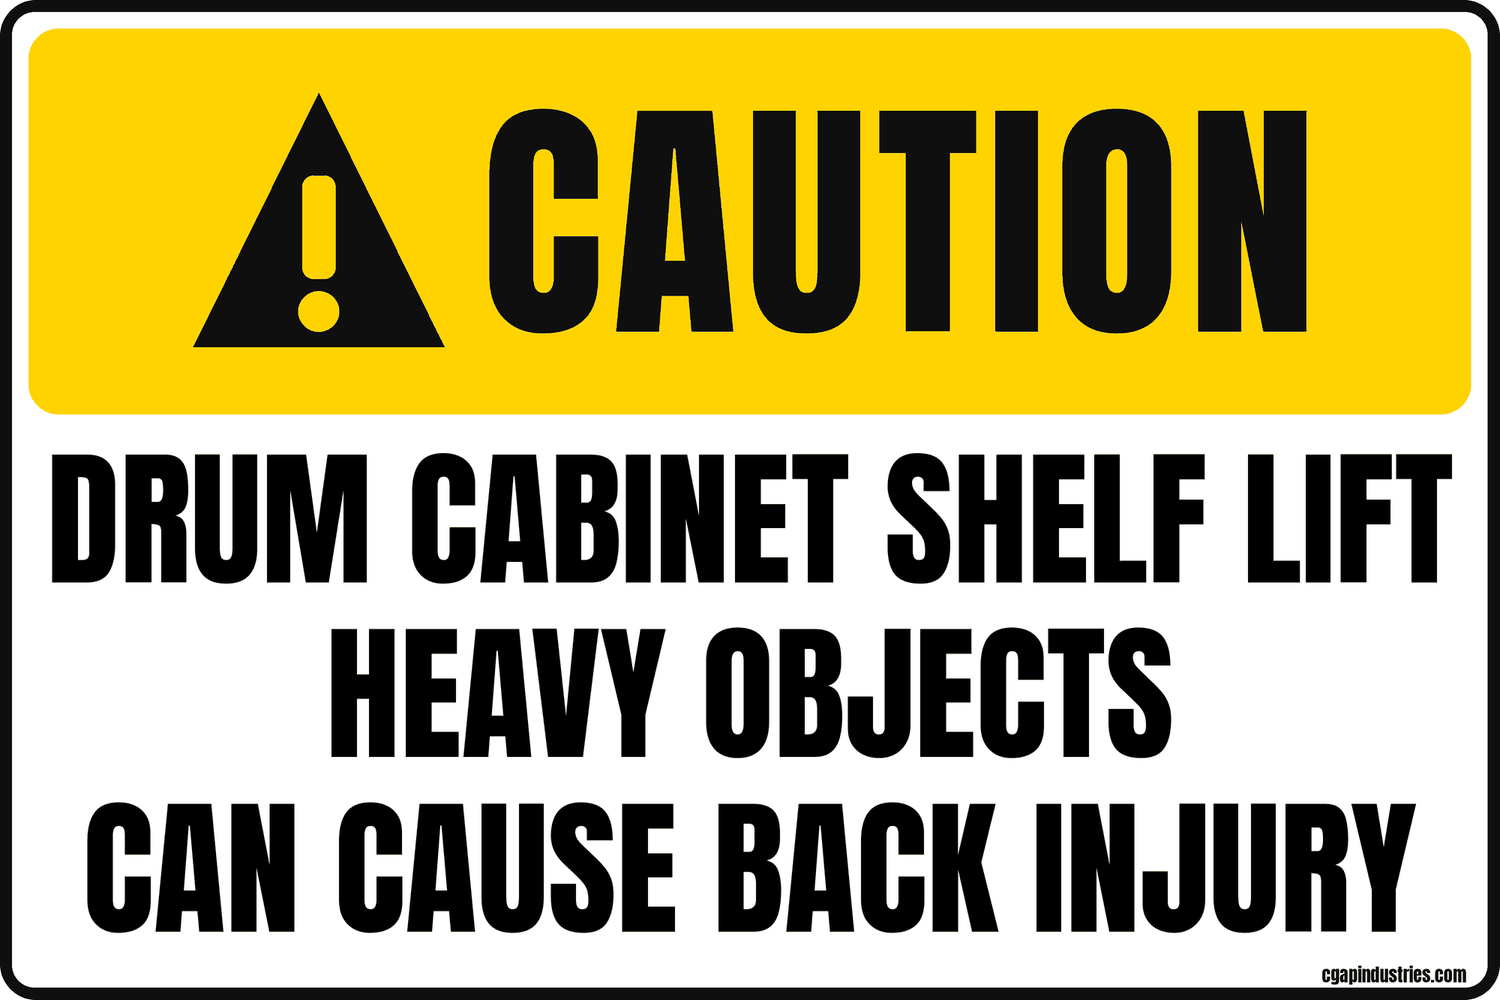 CAUTION
DRUM CABINET SHELF LIFT
HEAVY OBJECTS
CAN CAUSE BACK INJURY
cgapindustries.com